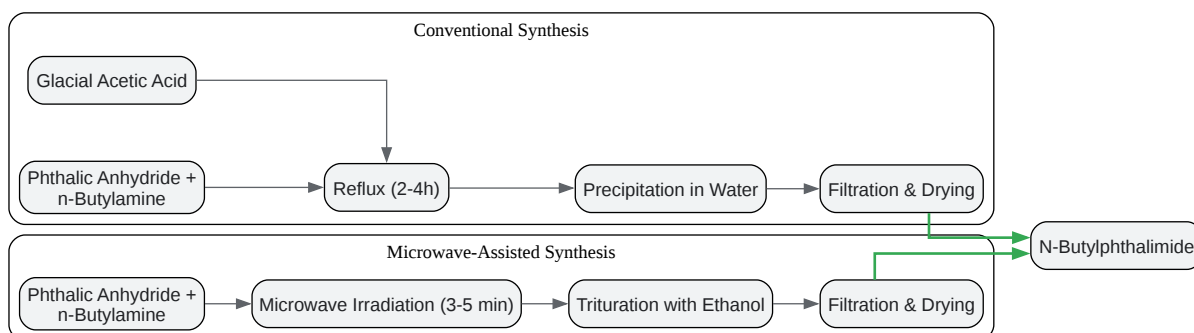 Conventional Synthesis
Glacial Acetic Acid
Phthalic Anhydride +
n-Butylamine
Reflux (2-4h)
Precipitation in Water
Filtration & Drying
N-Butylphthalimide
Microwave-Assisted Synthesis
Phthalic Anhydride +
n-Butylamine
Microwave Irradiation (3-5 min)
Trituration with Ethanol
Filtration & Drying